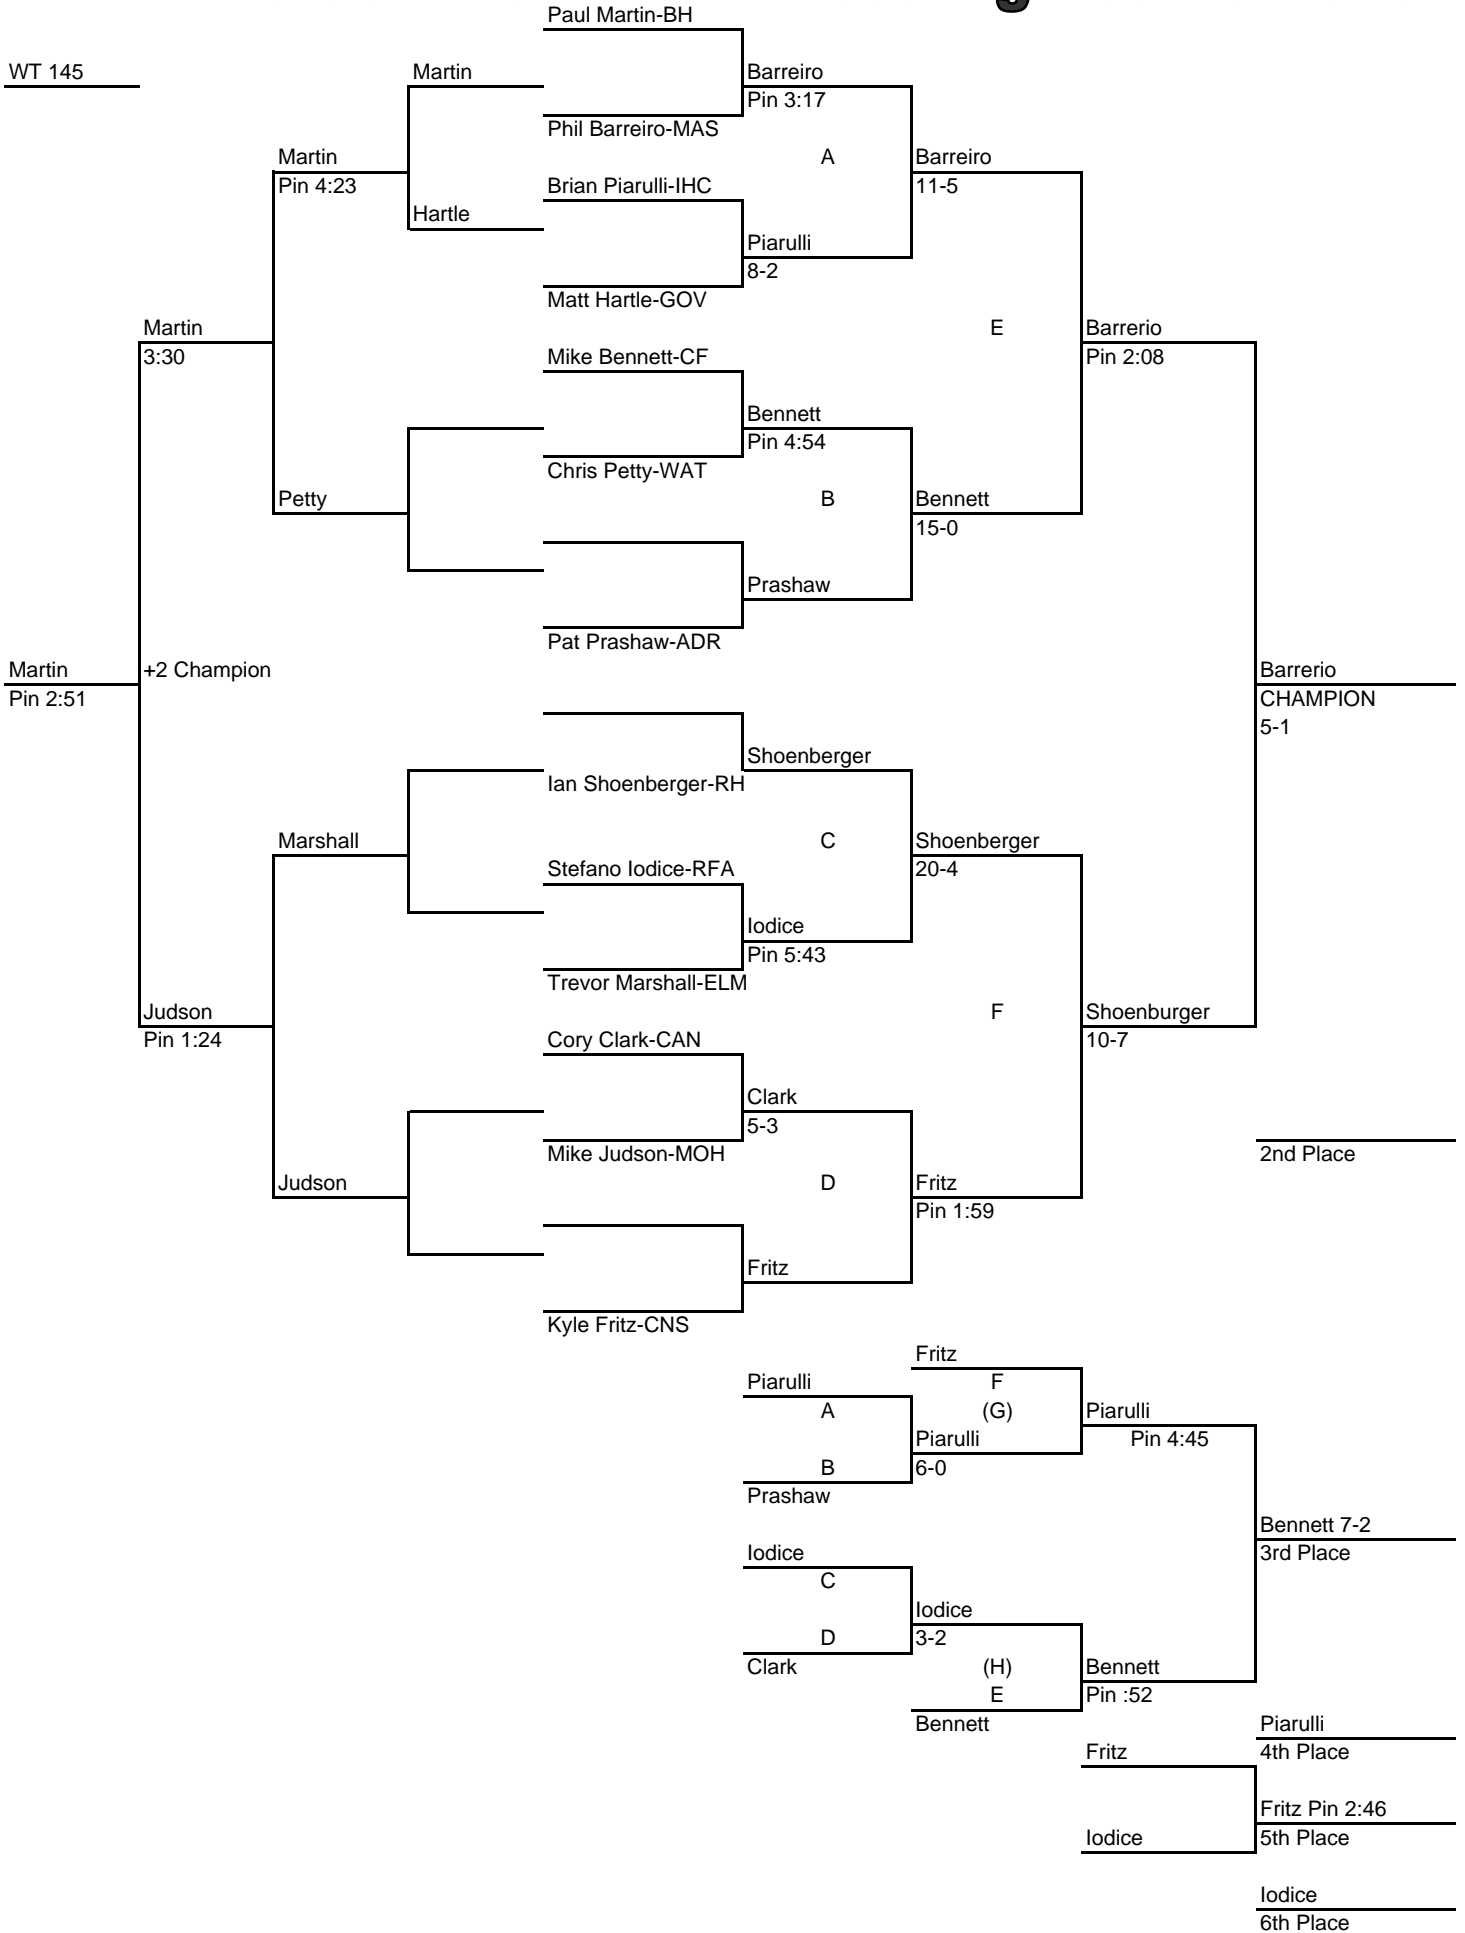 Paul Martin-BH
WT 145
Martin
Barreiro
Pin 3:17
Phil Barreiro-MAS
Martin
A
Barreiro
Pin 4:23
Brian Piarulli-IHC
11-5
Hartle
Piarulli
8-2
Matt Hartle-GOV
Martin
E
Barrerio
3:30
Mike Bennett-CF
Pin 2:08
Bennett
Pin 4:54
Chris Petty-WAT
Petty
B
Bennett
15-0
Prashaw
Pat Prashaw-ADR
Martin
+2 Champion
Barrerio
Pin 2:51
CHAMPION
5-1
Shoenberger
Ian Shoenberger-RH
Marshall
C
Shoenberger
Stefano Iodice-RFA
20-4
Iodice
Pin 5:43
Trevor Marshall-ELM
Judson
F
Shoenburger
Pin 1:24
Cory Clark-CAN
10-7
Clark
5-3
Mike Judson-MOH
2nd Place
Judson
D
Fritz
Pin 1:59
Fritz
Kyle Fritz-CNS
Fritz
Piarulli
F
A
(G)
Piarulli
Piarulli
Pin 4:45
B
6-0
Prashaw
Bennett 7-2
Iodice
3rd Place
C
Iodice
D
3-2
Clark
(H)
Bennett
E
Pin :52
Bennett
Piarulli
Fritz
4th Place
Fritz Pin 2:46
Iodice
5th Place
Iodice
6th Place